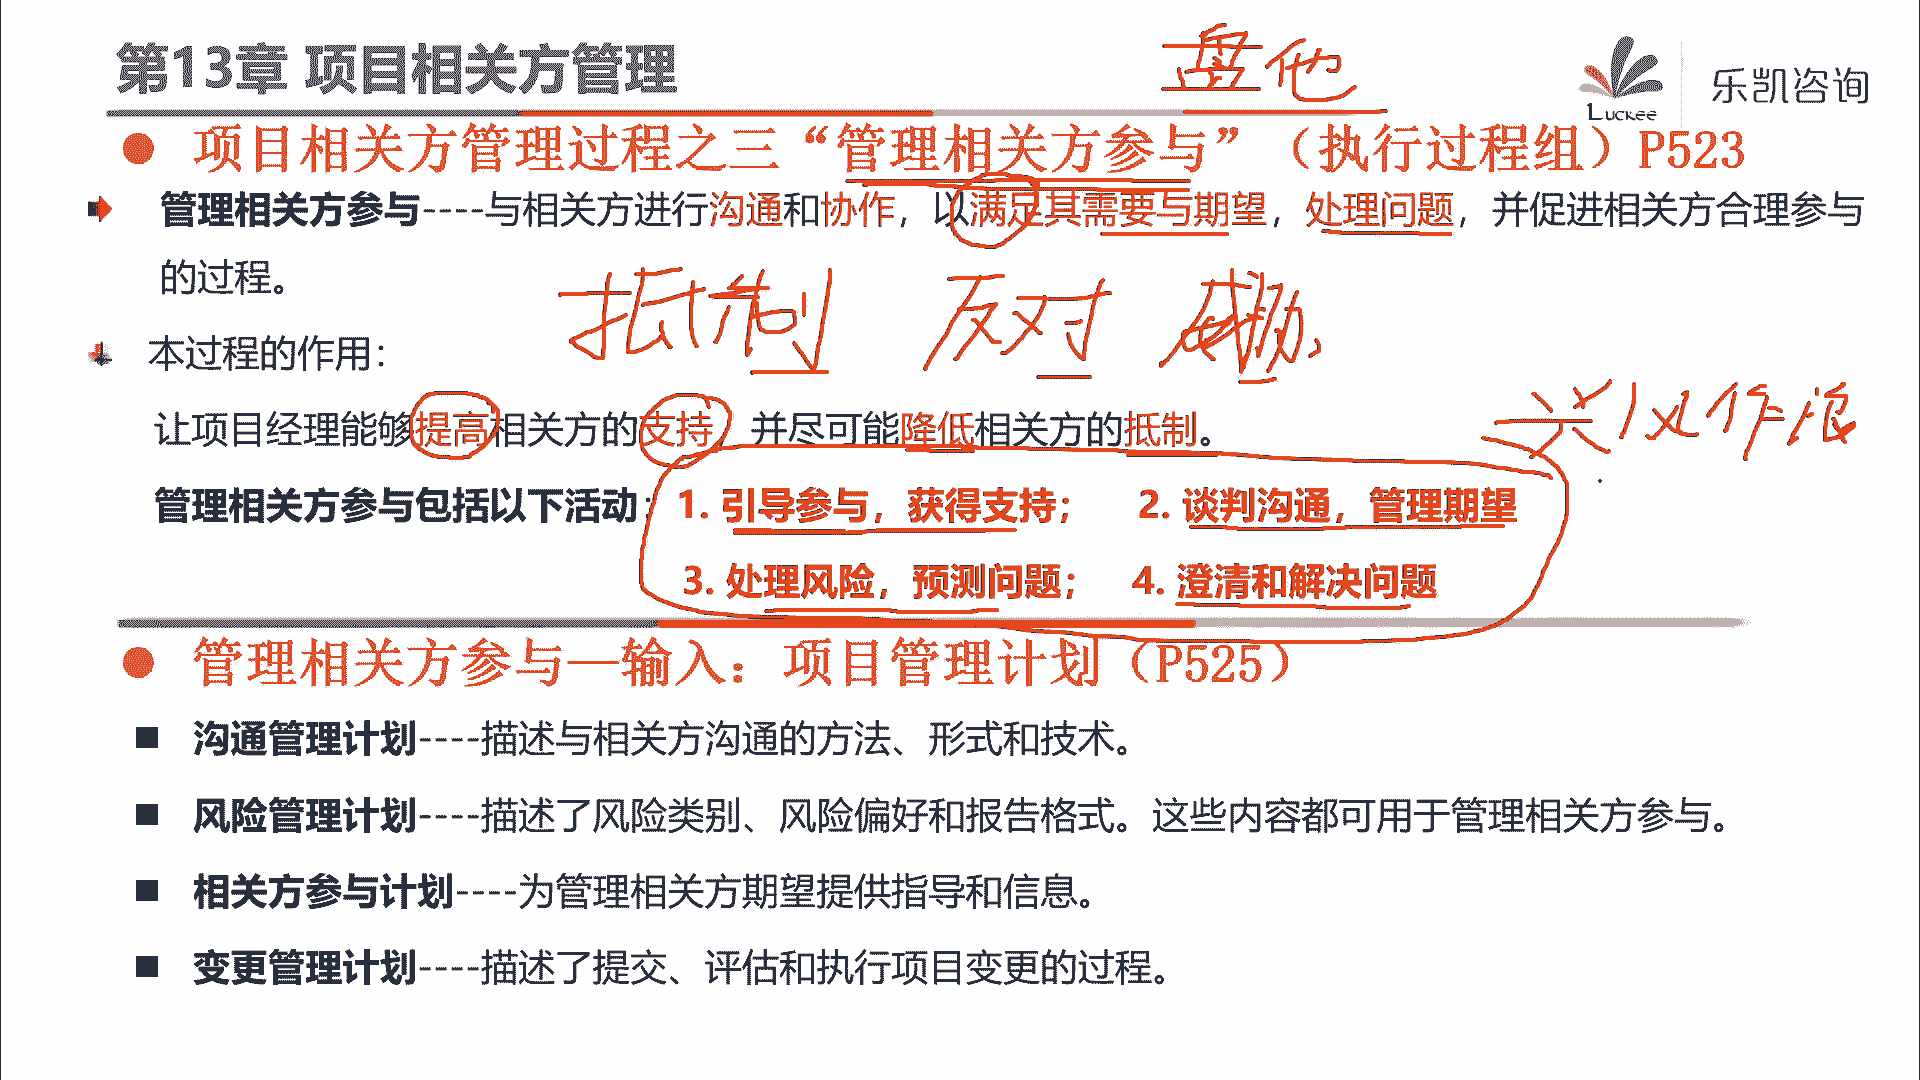 第13章 项目相关方管理
盘他
Luckee 乐凯咨询
项目相关方管理过程之三“管理相关方参与”（执行过程组）P523
管理相关方参与----与相关方进行沟通和协作，以满足其需要与期望，处理问题，并促进相关方合理参与
的过程。
抵制 反对
本过程的作用：
让项目经理能够提高相关方的支持，并尽可能降低相关方的抵制。
管理相关方参与包括以下活动：1. 引导参与，获得支持； 2. 谈判沟通，管理期望
3. 处理风险，预测问题； 4. 澄清和解决问题
管理相关方参与—输入：项目管理计划（P525）
■ 沟通管理计划----描述与相关方沟通的方法、形式和技术。
■ 风险管理计划----描述了风险类别、风险偏好和报告格式。这些内容都可用于管理相关方参与。
■ 相关方参与计划----为管理相关方期望提供指导和信息。
■ 变更管理计划----描述了提交、评估和执行项目变更的过程。